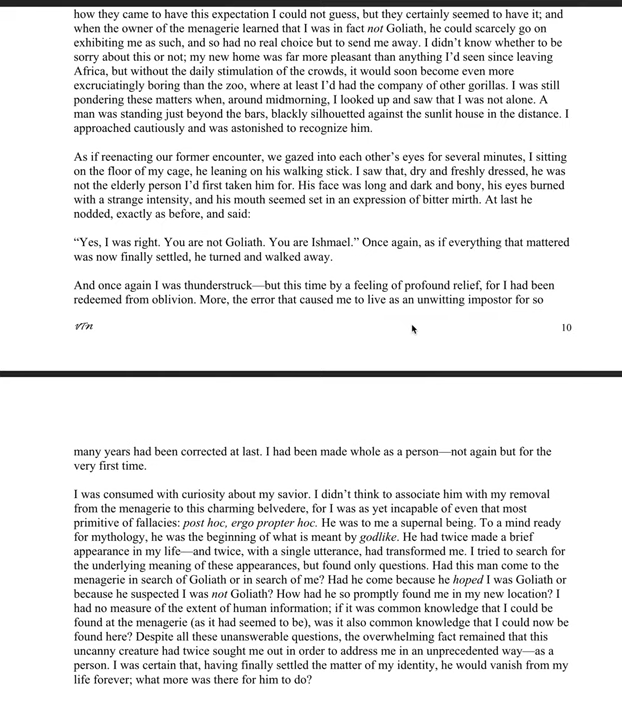 how they came to have this expectation I could not guess, but they certainly seemed to have it; and
when the owner of the menagerie learned that I was in fact not Goliath, he could scarcely go on
exhibiting me as such, and so had no real choice but to send me away. I didn't know whether to be
sorry about this or not; my new home was far more pleasant than anything I'd seen since leaving
Africa, but without the daily stimulation of the crowds, it would soon become even more
excruciatingly boring than the zoo, where at least I'd had the company of other gorillas. I was still
pondering these matters when, around midmorning, I looked up and saw that I was not alone. A
man was standing just beyond the bars, blackly silhouetted against the sunlit house in the distance. I
approached cautiously and was astonished to recognize him.
As if reenacting our former encounter, we gazed into each other's eyes for several minutes, I sitting
on the floor of my cage, he leaning on his walking stick. I saw that, dry and freshly dressed, he was
not the elderly person I'd first taken him for. His face was long and dark and bony, his eyes burned
with a strange intensity, and his mouth seemed set in an expression of bitter mirth. At last he
nodded, exactly as before, and said:
“Yes, I was right. You are not Goliath. You are Ishmael.” Once again, as if everything that mattered
was now finally settled, he turned and walked away.
And once again I was thunderstruck—but this time by a feeling of profound relief, for I had been
redeemed from oblivion. More, the error that caused me to live as an unwitting impostor for so
10
many years had been corrected at last. I had been made whole as a person—not again but for the
very first time.
I was consumed with curiosity about my savior. I didn't think to associate him with my removal
from the menagerie to this charming belvedere, for I was as yet incapable of even that most
primitive of fallacies: post hoc, ergo propter hoc. He was to me a supernal being. To a mind ready
for mythology, he was the beginning of what is meant by godlike. He had twice made a brief
appearance in my life—and twice, with a single utterance, had transformed me. I tried to search for
the underlying meaning of these appearances, but found only questions. Had this man come to the
menagerie in search of Goliath or in search of me? Had he come because he hoped I was Goliath or
because he suspected I was not Goliath? How had he so promptly found me in my new location? I
had no measure of the extent of human information; if it was common knowledge that I could be
found at the menagerie (as it had seemed to be), was it also common knowledge that I could now be
found here? Despite all these unanswerable questions, the overwhelming fact remained that this
uncanny creature had twice sought me out in order to address me in an unprecedented way—as a
person. I was certain that, having finally settled the matter of my identity, he would vanish from my
life forever; what more was there for him to do?